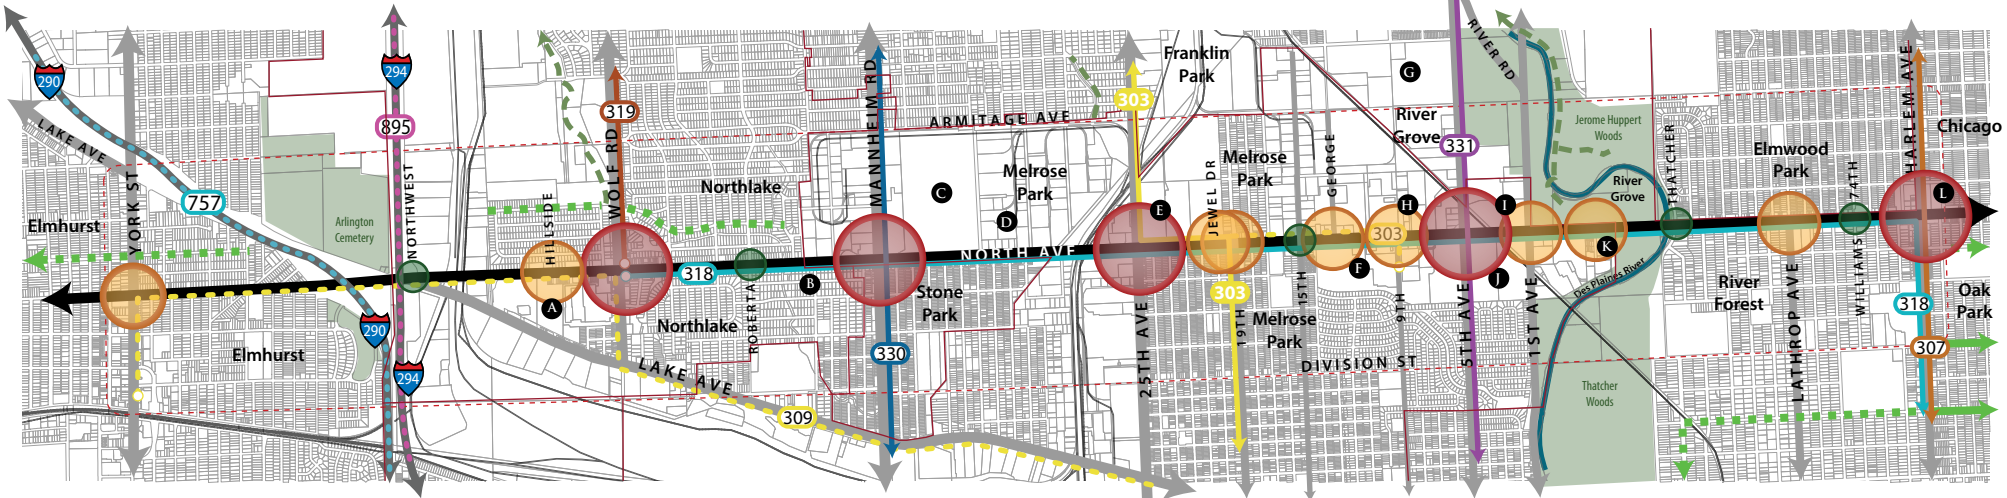 290
LAKE AVE
YORK ST
757
Elmhurst
Elmhurst
Arlington
Cemetery
294
895
NORTHWEST
290
294
HILLSIDE
A
319
WOLF RD
Northlake
Northlake
318
ROBERTA
B
LAKE AVE
309
MANNHEIM RD
330
ARMITAGE AVE
C
D
Melrose
Park
NORTH AVE
Stone
Park
Franklin
Park
303
E
25TH AVE
JEWEL DR
Melrose
Park
303
19TH
Melrose
Park
15TH
GEORGE
F
303
H
9TH
DIVISION ST
G
River
Grove
331
RIVER RD
I
J
5TH AVE
1ST AVE
K
Jerome Huppert
Woods
River
Grove
Des Plaines River
Thatcher
Woods
THATCHER
River
Forest
Elmwood
Park
LATHROP AVE
74TH
WILLIAMS
HARLEM AVE
L
Chicago
318
307
Oak
Park